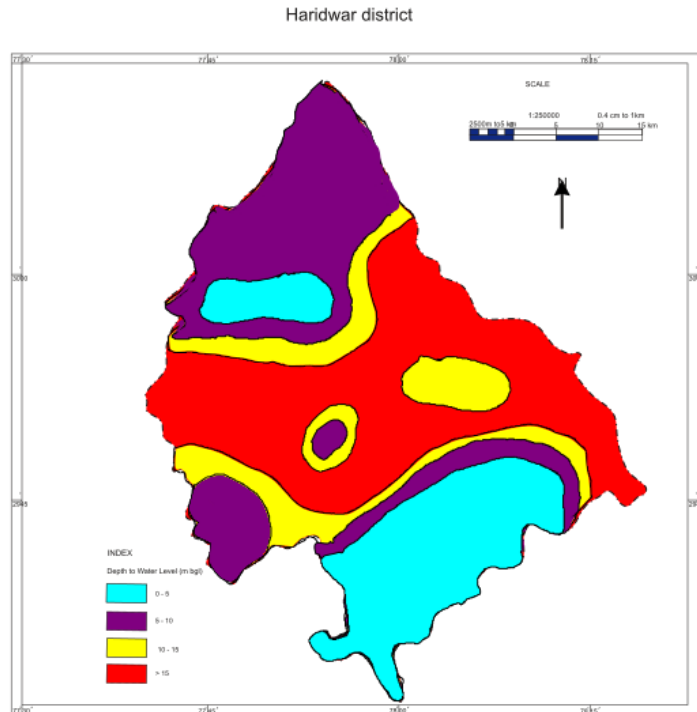 Haridwar district
SCALE
1:250000 0.4 cm to 1km
5 10 15 km
N
INDEX
Depth to Water Level (m bgl)
0 - 5
5 - 10
10 - 15
> 15